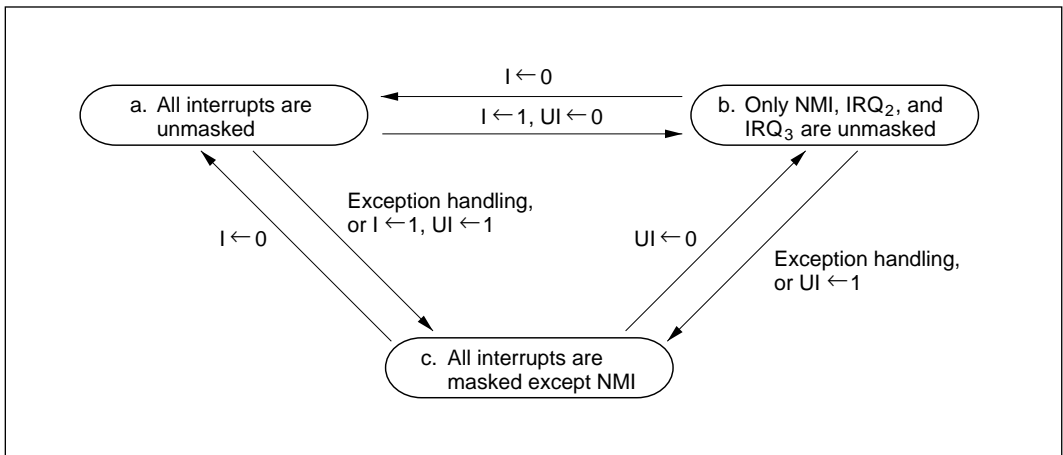 I ← 0
a. All interrupts are
unmasked
b. Only NMI, IRQ₂, and
IRQ₃ are unmasked
I ← 1, UI ← 0
Exception handling,
or I ← 1, UI ← 1
I ← 0
UI ← 0
Exception handling,
or UI ← 1
c. All interrupts are
masked except NMI